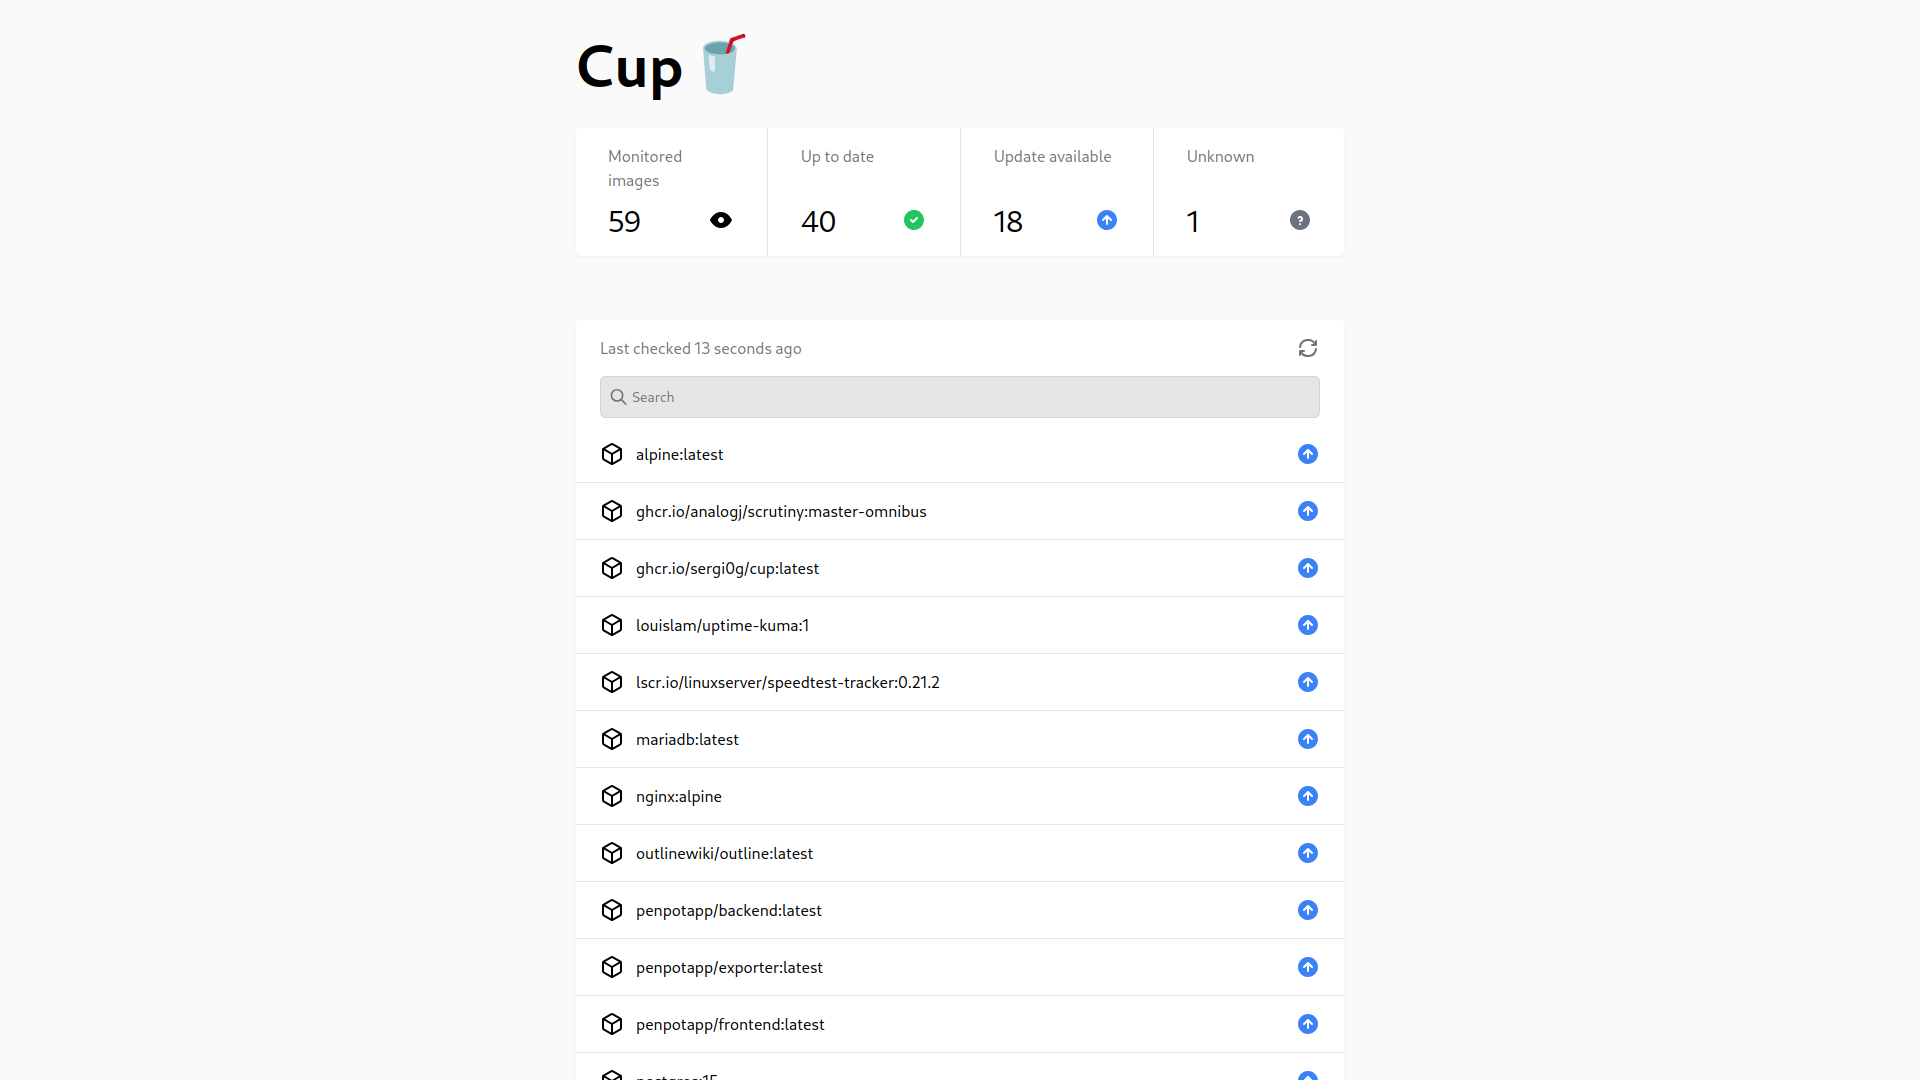 Cup
Monitored images
59
Up to date
40
Update available
18
Unknown
1
Last checked 13 seconds ago
Search
alpine:latest
ghcr.io/analogj/scrutiny:master-omnibus
ghcr.io/sergi0g/cup:latest
louislam/uptime-kuma:1
lscr.io/linuxserver/speedtest-tracker:0.21.2
mariadb:latest
nginx:alpine
outlinewiki/outline:latest
penpotapp/backend:latest
penpotapp/exporter:latest
penpotapp/frontend:latest
postgres:15